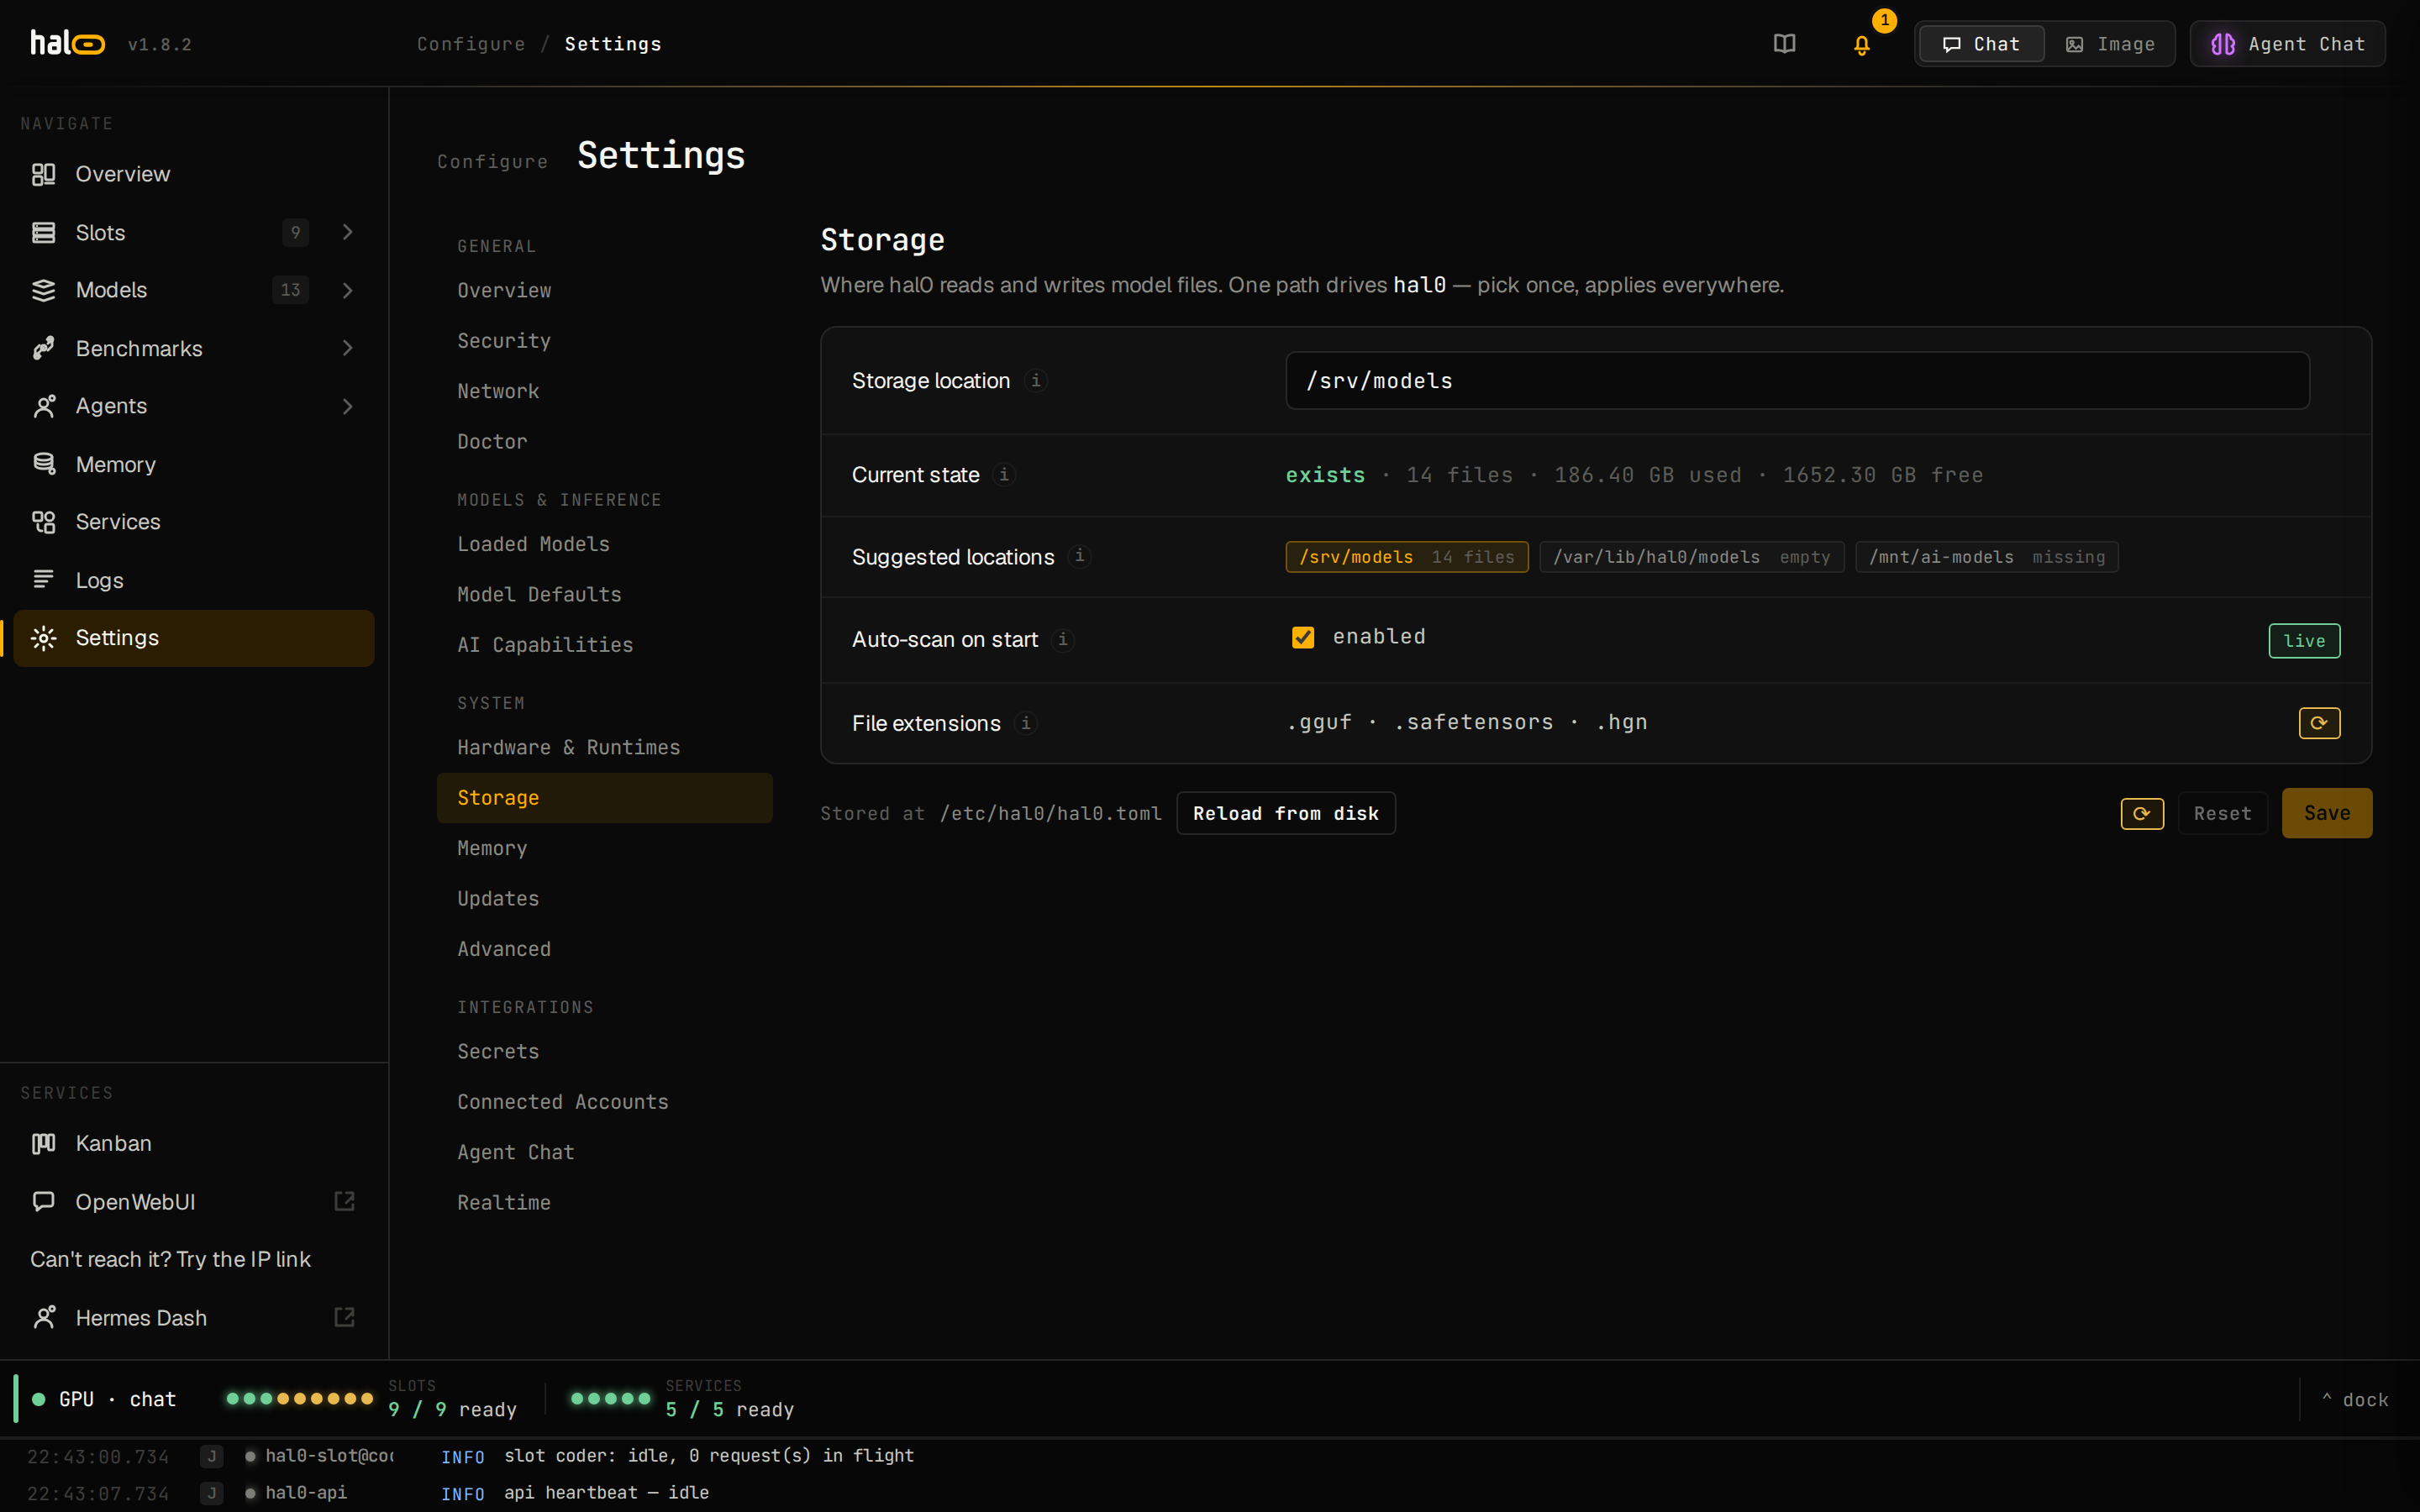 hal0 v1.8.2
Configure / Settings
1
Chat
Image
Agent Chat
NAVIGATE
Overview
Slots 9
Models 13
Benchmarks
Agents
Memory
Services
Logs
Settings
SERVICES
Kanban
OpenWebUI
Can't reach it? Try the IP link
Hermes Dash
Configure Settings
GENERAL
Overview
Security
Network
Doctor
MODELS & INFERENCE
Loaded Models
Model Defaults
AI Capabilities
SYSTEM
Hardware & Runtimes
Storage
Memory
Updates
Advanced
INTEGRATIONS
Secrets
Connected Accounts
Agent Chat
Realtime
Storage
Where hal0 reads and writes model files. One path drives hal0 — pick once, applies everywhere.
Storage location i /srv/models
Current state i exists · 14 files · 186.40 GB used · 1652.30 GB free
Suggested locations i /srv/models 14 files /var/lib/hal0/models empty /mnt/ai-models missing
Auto-scan on start i enabled live
File extensions i .gguf · .safetensors · .hgn ⟳
Stored at /etc/hal0/hal0.toml Reload from disk ⟳ Reset Save
GPU · chat
SLOTS
9 / 9 ready
SERVICES
5 / 5 ready
^ dock
22:43:00.734 J hal0-slot@coc INFO slot coder: idle, 0 request(s) in flight
22:43:07.734 J hal0-api INFO api heartbeat — idle